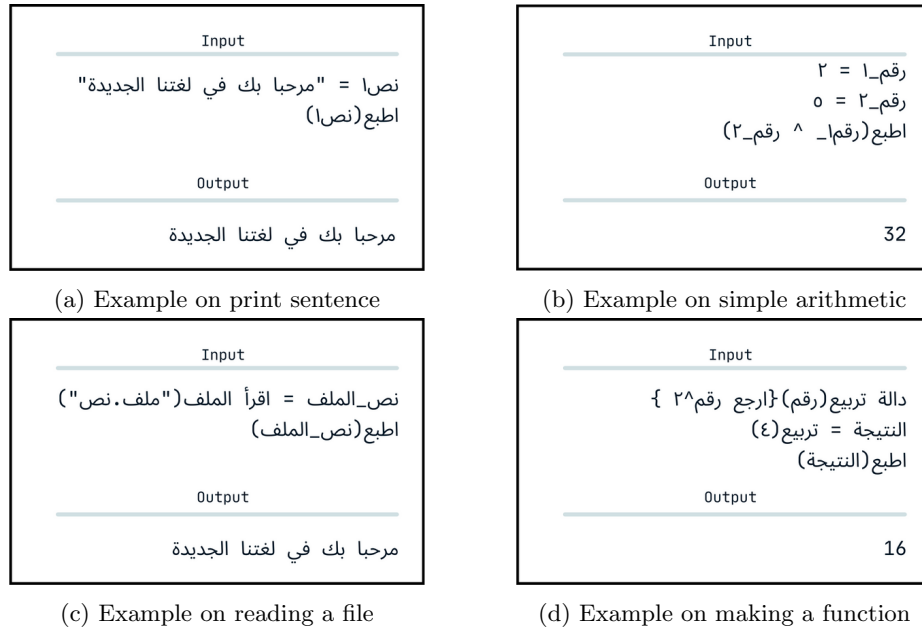 Input
نص١ = "مرحبا بك في لغتنا الجديدة"
اطبع(نص١)
Output
مرحبا بك في لغتنا الجديدة
(a) Example on print sentence
Input
رقم_١ = ٢
رقم_٢ = ٥
اطبع(رقم١_ ^ رقم_٢)
Output
32
(b) Example on simple arithmetic
Input
نص_الملف = اقرأ الملف("ملف.نص")
اطبع(نص_الملف)
Output
مرحبا بك في لغتنا الجديدة
(c) Example on reading a file
Input
دالة تربيع(رقم){ارجع رقم^٢ }
النتيجة = تربيع(٤)
اطبع(النتيجة)
Output
16
(d) Example on making a function